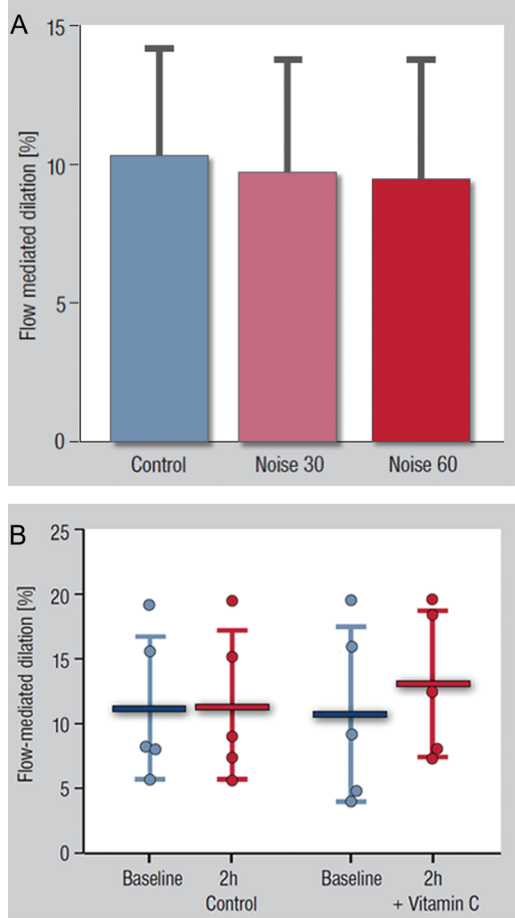 A
Flow mediated dilation [%]
15
10
5
0
Control Noise 30 Noise 60
B
Flow-mediated dilation [%]
25
20
15
10
5
0
Baseline 2h Baseline 2h
Control + Vitamin C